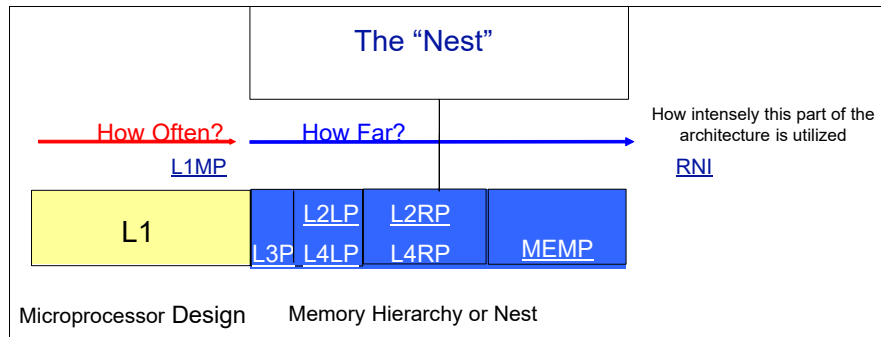 The “Nest”
How Often?
How Far?
How intensely this part of the
architecture is utilized
L1MP
RNI
L1
L2LP
L2RP
L3P
L4LP
L4RP
MEMP
Microprocessor Design
Memory Hierarchy or Nest